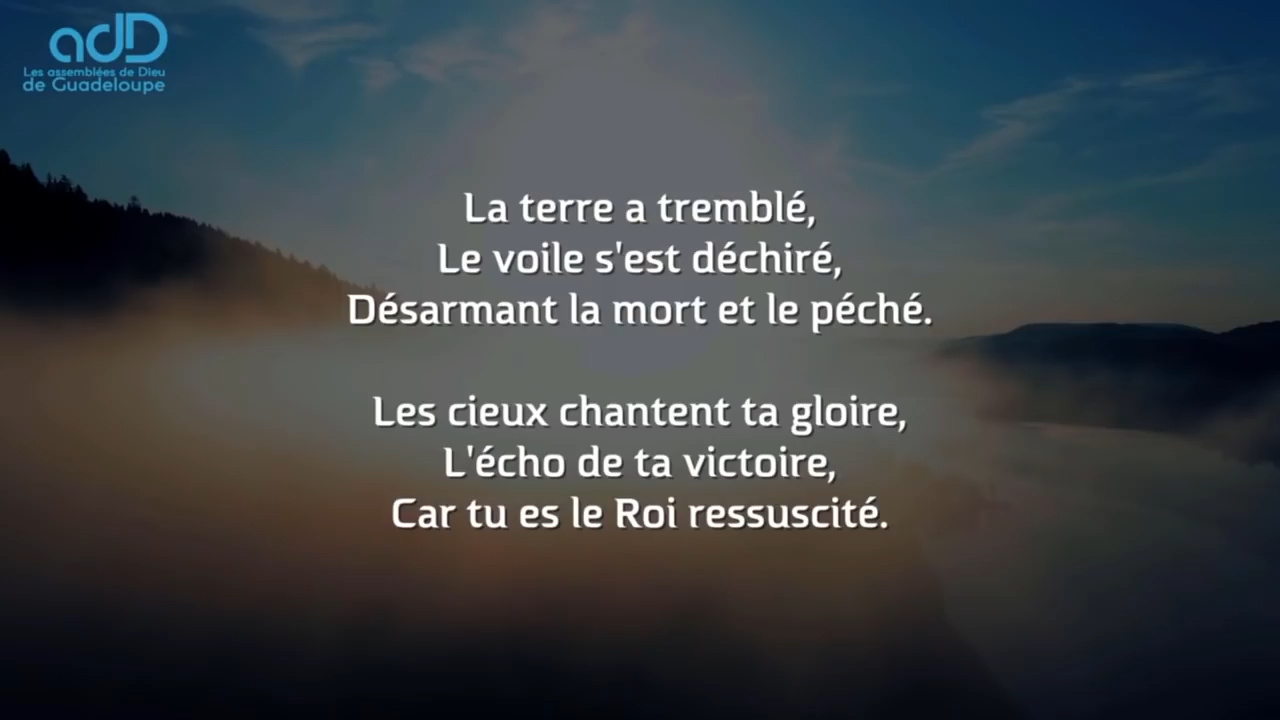 adD
Les assemblées de Dieu
de Guadeloupe
La terre a tremblé,
Le voile s'est déchiré,
Désarmant la mort et le péché.
Les cieux chantent ta gloire,
L'écho de ta victoire,
Car tu es le Roi ressuscité.